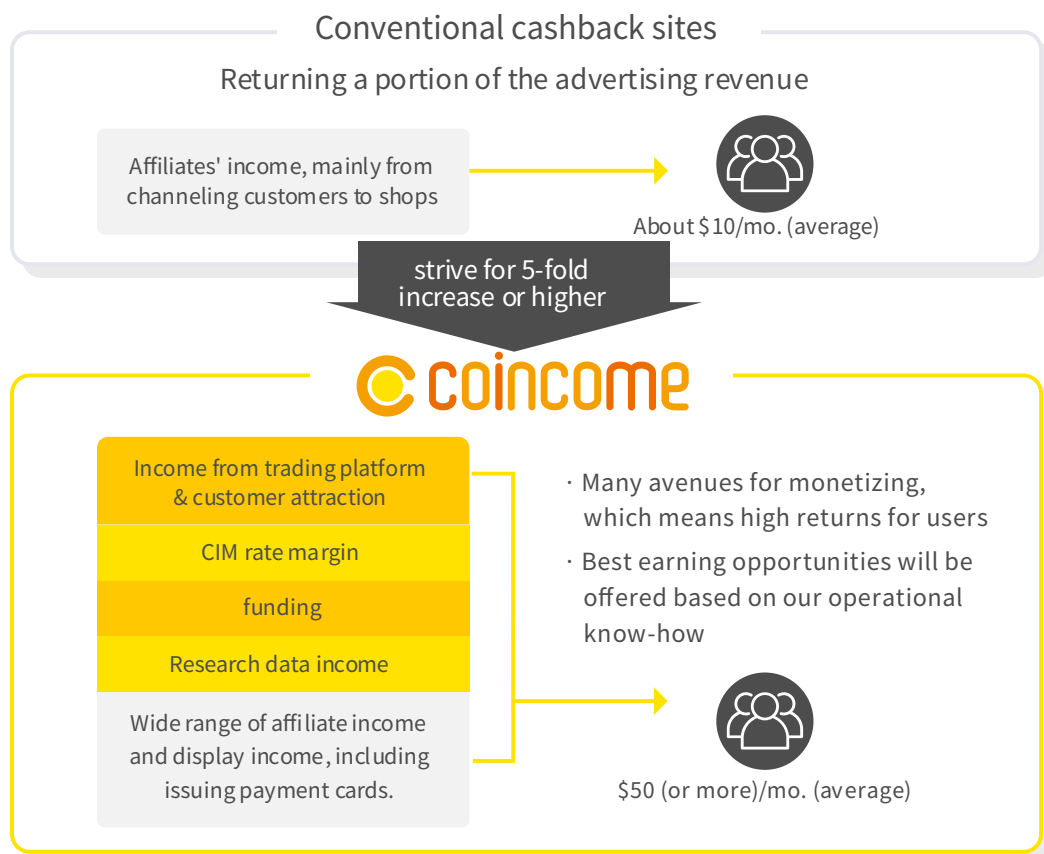 Conventional cashback sites
Returning a portion of the advertising revenue
Affiliates' income, mainly from
channeling customers to shops
About $10/mo. (average)
strive for 5-fold
increase or higher
coincome
Income from trading platform
& customer attraction
CIM rate margin
funding
Research data income
Wide range of affiliate income
and display income, including
issuing payment cards.
· Many avenues for monetizing,
which means high returns for users
· Best earning opportunities will be
offered based on our operational
know-how
$50 (or more)/mo. (average)